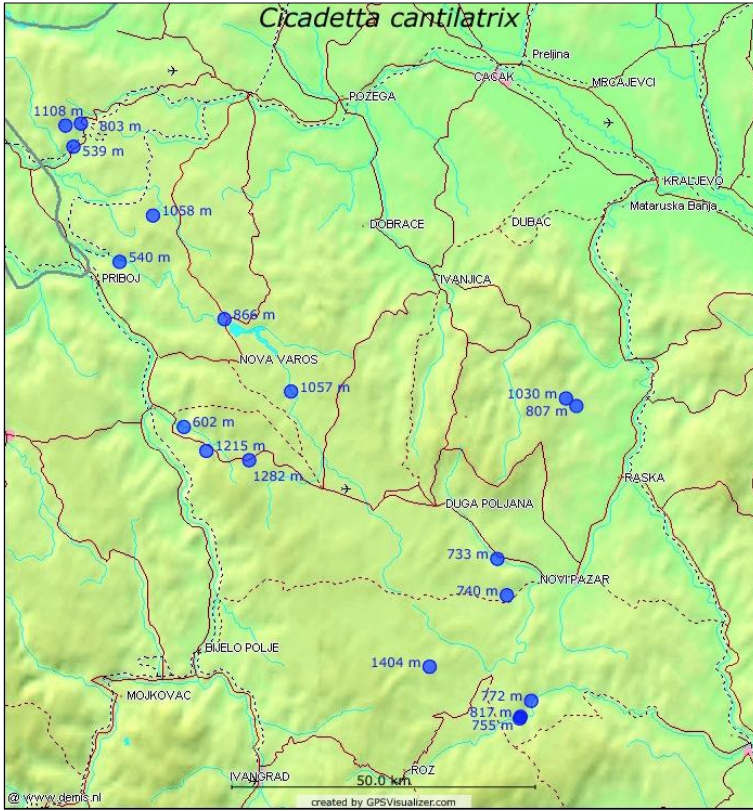 Cicadetta cantilatrix
Preljina
CACAK
MRCAJEVCI
POZEGA
1108 m
803 m
539 m
KRALJEVO
Mataruska Banja
1058 m
DOBRACE
DUBAC
540 m
PRIBOJ
IVANJICA
866 m
NOVA VAROS
1057 m
1030 m
807 m
602 m
1215 m
1282 m
RASKA
DUGA POLJANA
733 m
NOVI PAZAR
740 m
BIJELO POLJE
1404 m
MOJKOVAC
772 m
817 m
755 m
ROZ
IVANGRAD
50.0 km
@ www.demis.nl
created by GPSVisualizer.com